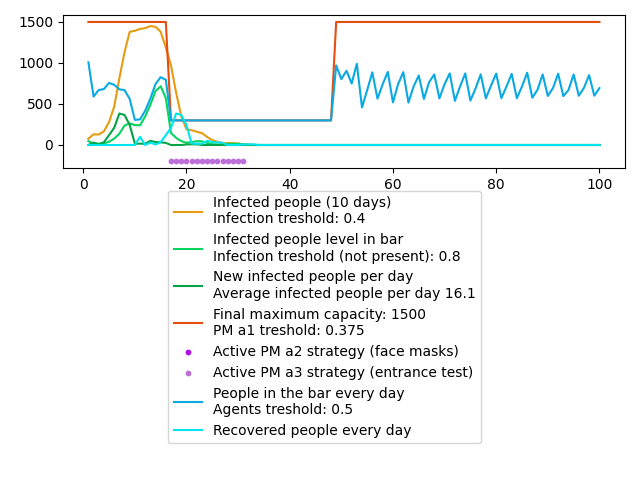 1500
1000
500
0
0 20 40 60 80 100
Infected people (10 days)
Infection treshold: 0.4
Infected people level in bar
Infection treshold (not present): 0.8
New infected people per day
Average infected people per day 16.1
Final maximum capacity: 1500
PM a1 treshold: 0.375
Active PM a2 strategy (face masks)
Active PM a3 strategy (entrance test)
People in the bar every day
Agents treshold: 0.5
Recovered people every day